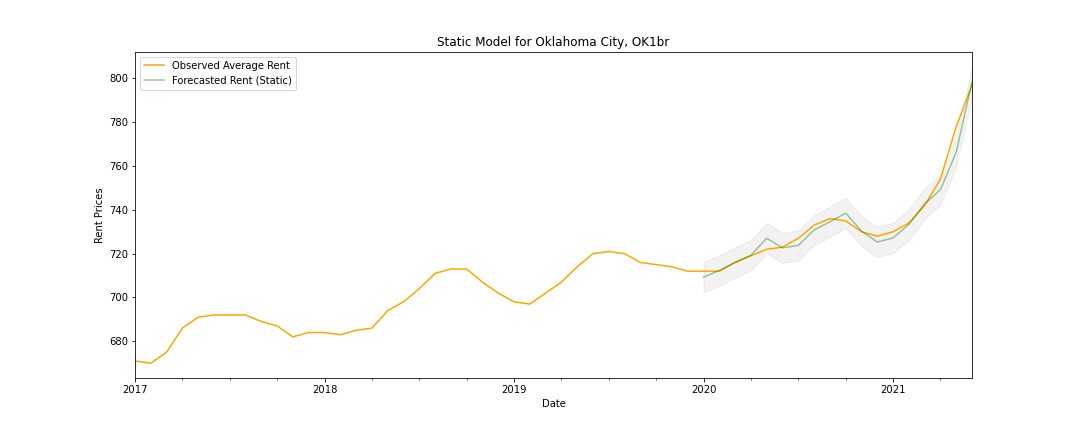 Static Model for Oklahoma City, OK1br
Observed Average Rent
Forecasted Rent (Static)
800
780
760
740
720
700
680
Rent Prices
2017
2018
2019
2020
2021
Date